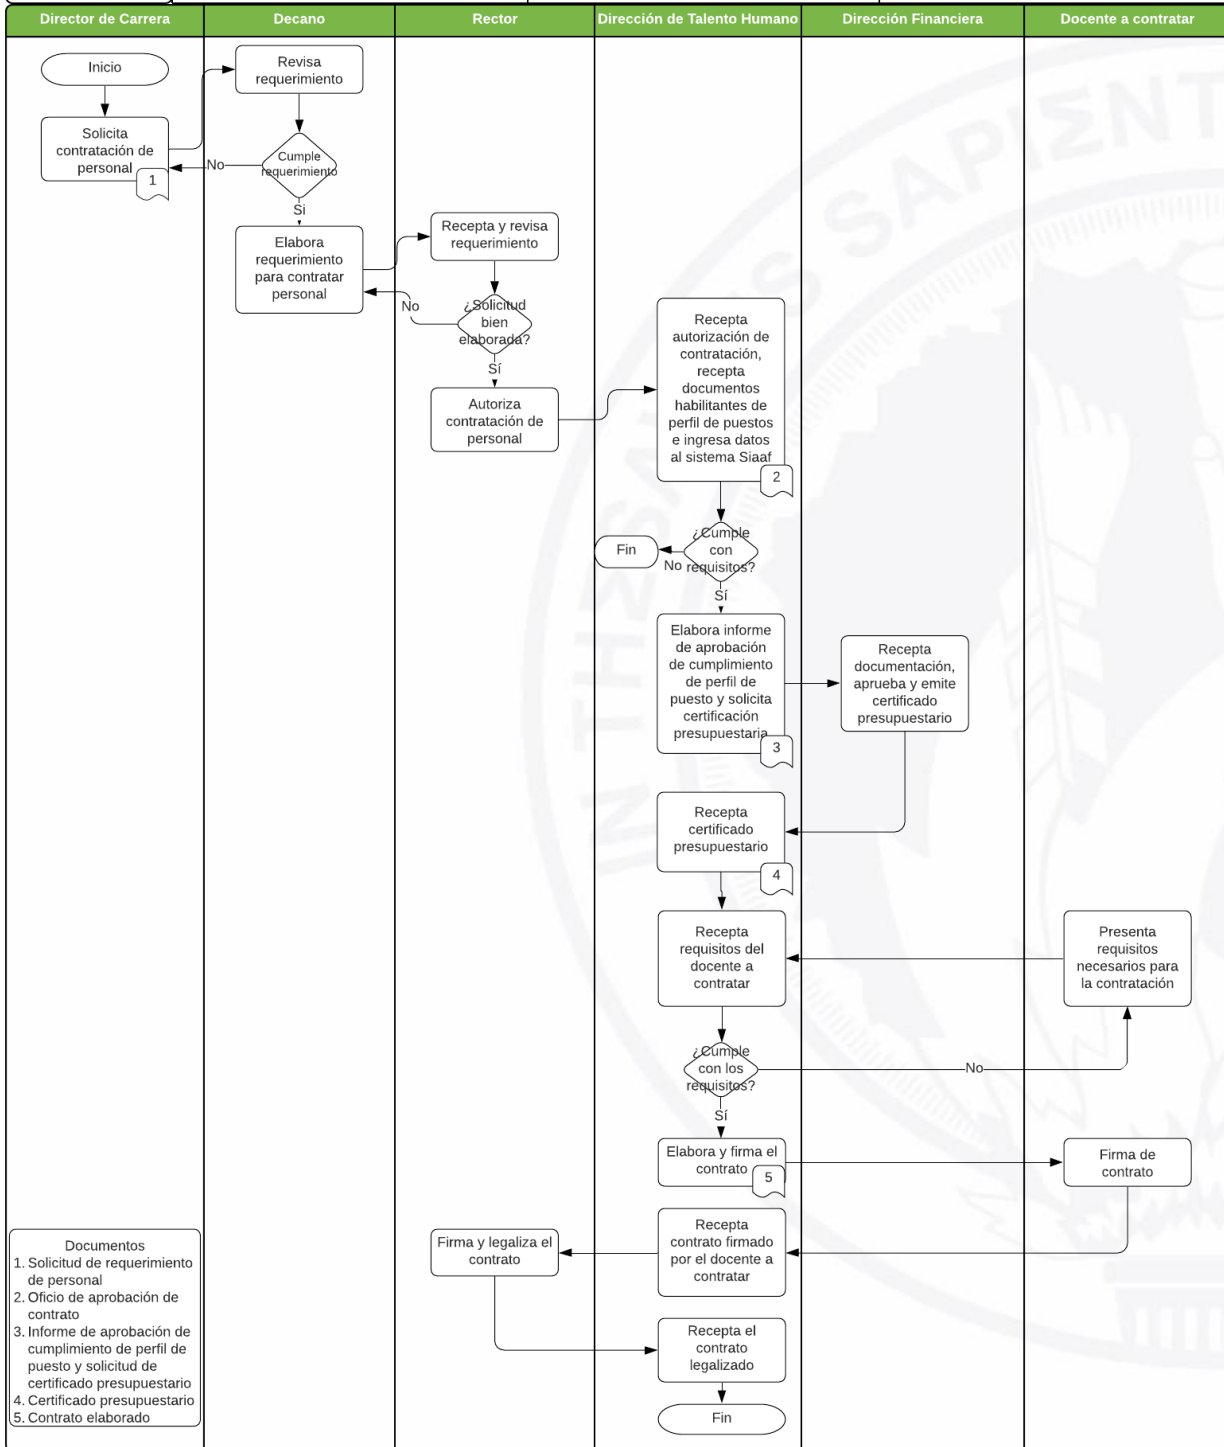 Director de Carrera
Decano
Rector
Dirección de Talento Humano
Dirección Financiera
Docente a contratar
Inicio
Solicita
contratación de
personal
1
Revisa
requerimiento
Cumple
requerimiento
No
Si
Elabora
requerimiento
para contratar
personal
Recepta y revisa
requerimiento
¿Solicitud
bien
elaborada?
No
Sí
Autoriza
contratación de
personal
Recepta
autorización de
contratación,
recepta
documentos
habilitantes de
perfil de puestos
e ingresa datos
al sistema Siaaf
2
¿Cumple
con
requisitos?
No
Fin
Sí
Elabora informe
de aprobación
de cumplimiento
de perfil de
puesto y solicita
certificación
presupuestaria
3
Recepta
documentación,
aprueba y emite
certificado
presupuestario
Recepta
certificado
presupuestario
4
Recepta
requisitos del
docente a
contratar
Presenta
requisitos
necesarios para
la contratación
¿Cumple
con los
requisitos?
No
Sí
Elabora y firma el
contrato
5
Firma de
contrato
Recepta
contrato firmado
por el docente a
contratar
Firma y legaliza el
contrato
Recepta el
contrato
legalizado
Fin
Documentos
1. Solicitud de requerimiento
de personal
2. Oficio de aprobación de
contrato
3. Informe de aprobación de
cumplimiento de perfil de
puesto y solicitud de
certificado presupuestario
4. Certificado presupuestario
5. Contrato elaborado